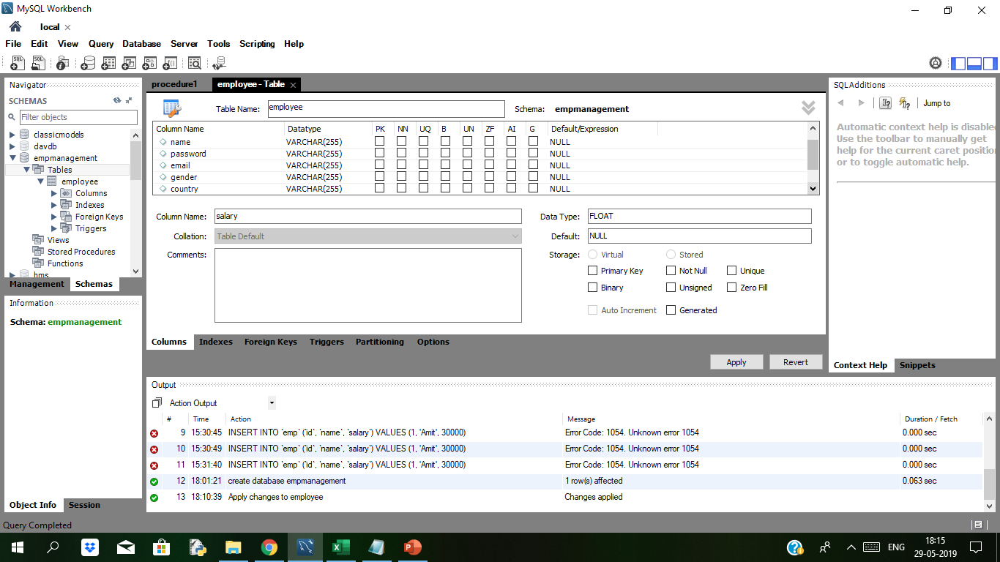 MySQL Workbench
local
File Edit View Query Database Server Tools Scripting Help
Navigator
SCHEMAS
Filter objects
classicmodels
davdb
empmanagement
Tables
employee
Columns
Indexes
Foreign Keys
Triggers
Views
Stored Procedures
Functions
hms
Management Schemas
Information
Schema: empmanagement
Object Info Session
procedure1 employee - Table
Table Name: employee Schema: empmanagement
Column Name Datatype PK NN UQ B UN ZF AI G Default/Expression
name VARCHAR(255) NULL
password VARCHAR(255) NULL
email VARCHAR(255) NULL
gender VARCHAR(255) NULL
country VARCHAR(255) NULL
Column Name: salary Data Type: FLOAT
Collation: Table Default Default: NULL
Comments: Storage: Virtual Stored
Primary Key Not Null Unique
Binary Unsigned Zero Fill
Auto Increment Generated
Columns Indexes Foreign Keys Triggers Partitioning Options
Apply Revert
SQLAdditions
Jump to
Automatic context help is disabled
Use the toolbar to manually get
help for the current caret position
or to toggle automatic help.
Context Help Snippets
Output
Action Output
# Time Action Message Duration / Fetch
9 15:30:45 INSERT INTO `emp` (`id`, `name`, `salary`) VALUES (1, 'Amit', 30000) Error Code: 1054. Unknown error 1054 0.000 sec
10 15:30:49 INSERT INTO `emp` (`id`, `name`, `salary`) VALUES (1, 'Amit', 30000) Error Code: 1054. Unknown error 1054 0.000 sec
11 15:31:40 INSERT INTO `emp` (`id`, `name`, `salary`) VALUES (1, 'Amit', 30000) Error Code: 1054. Unknown error 1054 0.000 sec
12 18:01:21 create database empmanagement 1 row(s) affected 0.063 sec
13 18:10:39 Apply changes to employee Changes applied
Query Completed
ENG 18:15
29-05-2019